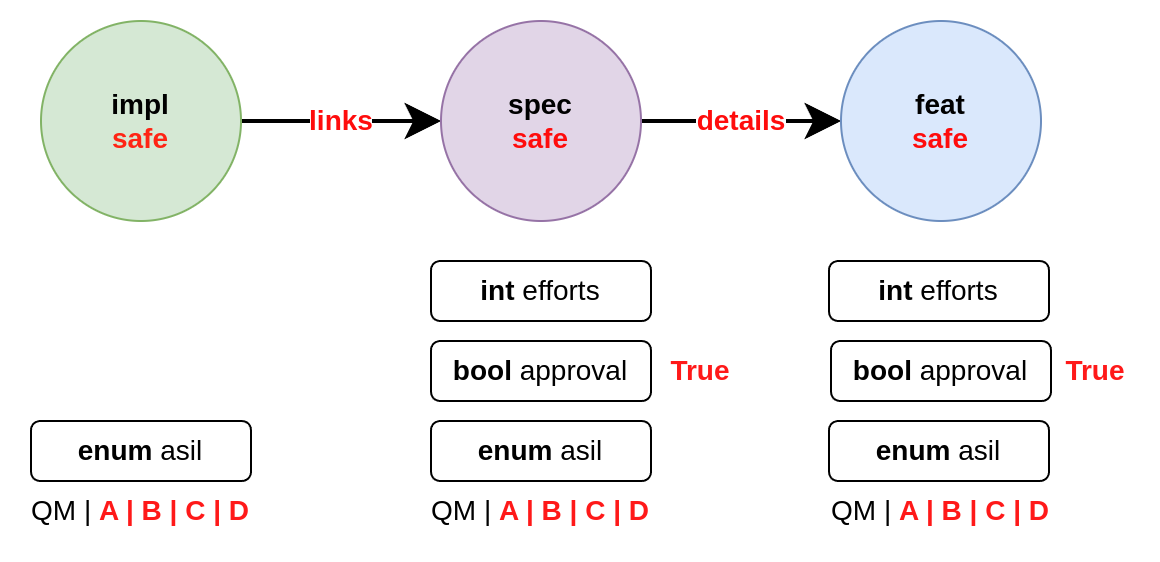 impl
safe
links
spec
safe
details
feat
safe
int efforts
int efforts
bool approval
True
bool approval
True
enum asil
enum asil
enum asil
QM | A | B | C | D
QM | A | B | C | D
QM | A | B | C | D